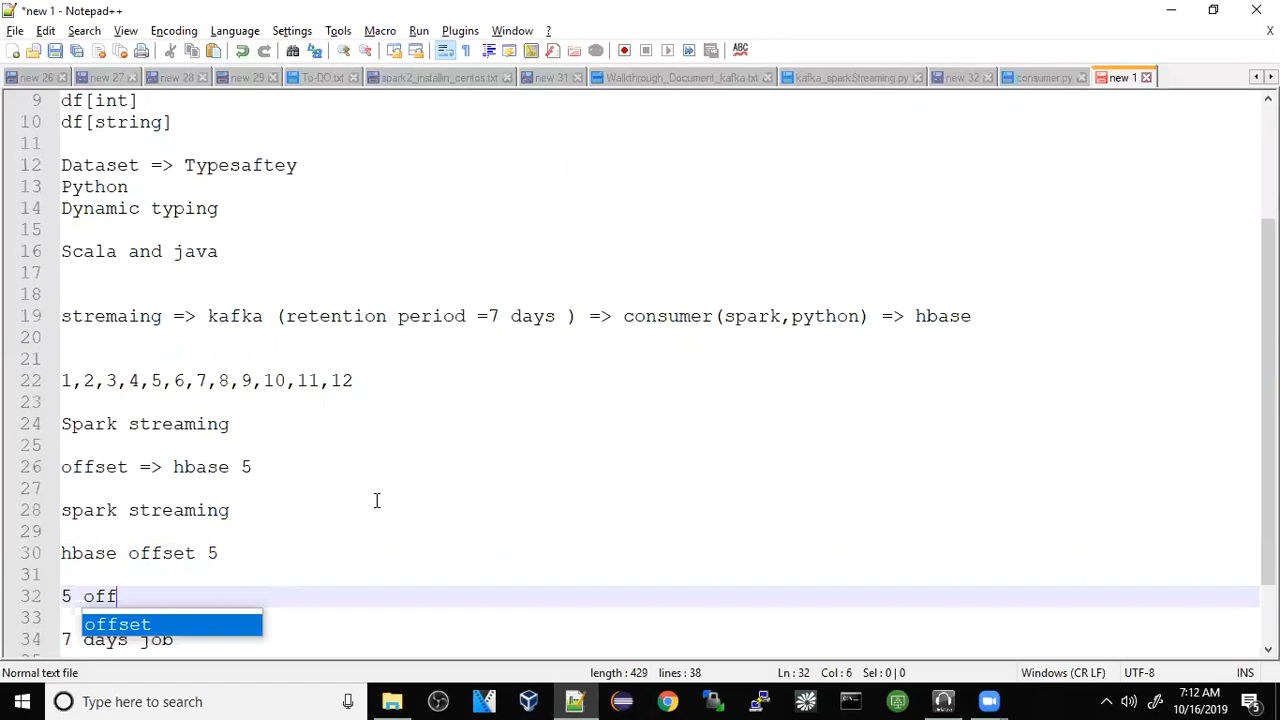 *new 1 - Notepad++
File Edit Search View Encoding Language Settings Tools Macro Run Plugins Window ?
X
ABC
new 26 new 27 new 28 new 29 To-DO.txt new 31 Walkthrough_Document_kafka.txt kafka_sparkStreaming.py new 32 consumer.py new 1
9 df[int]
10 df[string]
11
12 Dataset => Typesaftey
13 Python
14 Dynamic typing
15
16 Scala and java
17
18
19 stremaing => kafka (retention period =7 days ) => consumer(spark,python) => hbase
20
21
22 1,2,3,4,5,6,7,8,9,10,11,12
23
24 Spark streaming
25
26 offset => hbase 5
27
28 spark streaming
29
30 hbase offset 5
31
32 5 off
33 offset
34 7 days job
Normal text file length : 429 lines : 38 Ln : 32 Col : 6 Sel : 0 | 0 Windows (CR LF) UTF-8 INS
Type here to search
7:12 AM
10/16/2019
5